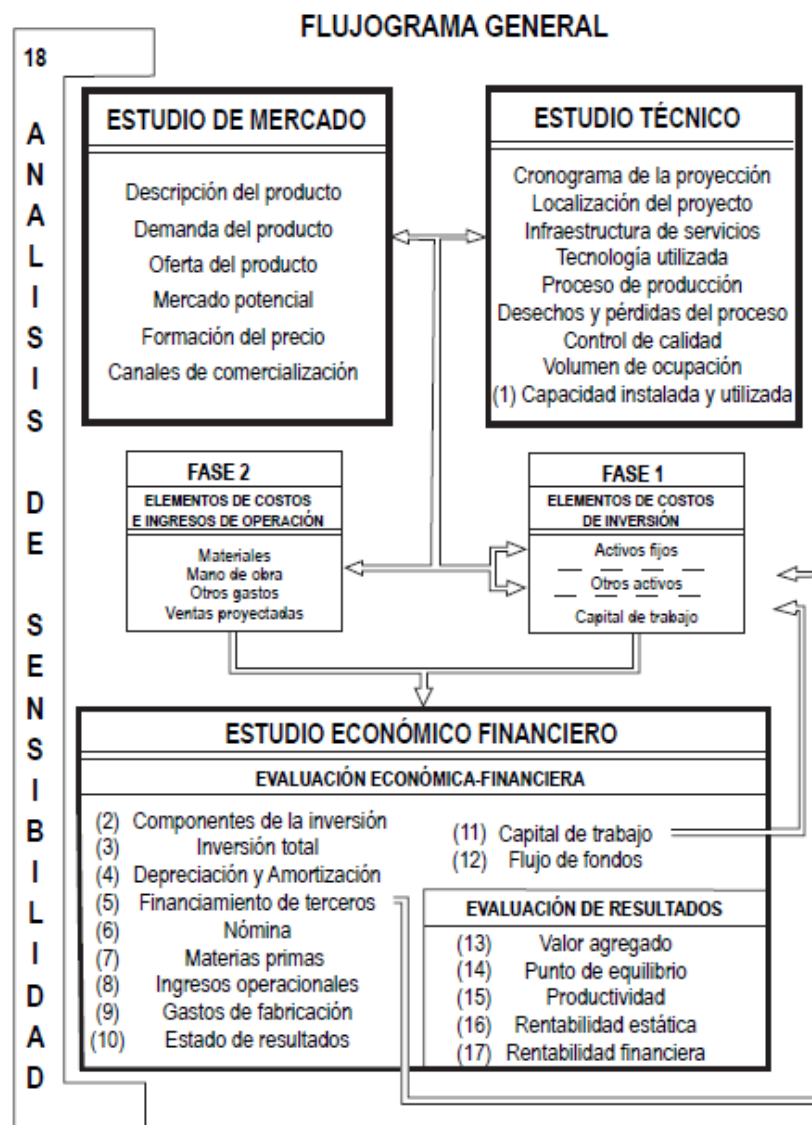 FLUJOGRAMA GENERAL
18
ANALISIS DE SENSIBILIDAD
ESTUDIO DE MERCADO
Descripción del producto
Demanda del producto
Oferta del producto
Mercado potencial
Formación del precio
Canales de comercialización
ESTUDIO TÉCNICO
Cronograma de la proyección
Localización del proyecto
Infraestructura de servicios
Tecnología utilizada
Proceso de producción
Desechos y pérdidas del proceso
Control de calidad
Volumen de ocupación
(1) Capacidad instalada y utilizada
FASE 2
ELEMENTOS DE COSTOS
E INGRESOS DE OPERACIÓN
Materiales
Mano de obra
Otros gastos
Ventas proyectadas
FASE 1
ELEMENTOS DE COSTOS
DE INVERSIÓN
Activos fijos
Otros activos
Capital de trabajo
ESTUDIO ECONÓMICO FINANCIERO
EVALUACIÓN ECONÓMICA-FINANCIERA
(2) Componentes de la inversión
(3) Inversión total
(4) Depreciación y Amortización
(5) Financiamiento de terceros
(6) Nómina
(7) Materias primas
(8) Ingresos operacionales
(9) Gastos de fabricación
(10) Estado de resultados
(11) Capital de trabajo
(12) Flujo de fondos
EVALUACIÓN DE RESULTADOS
(13) Valor agregado
(14) Punto de equilibrio
(15) Productividad
(16) Rentabilidad estática
(17) Rentabilidad financiera